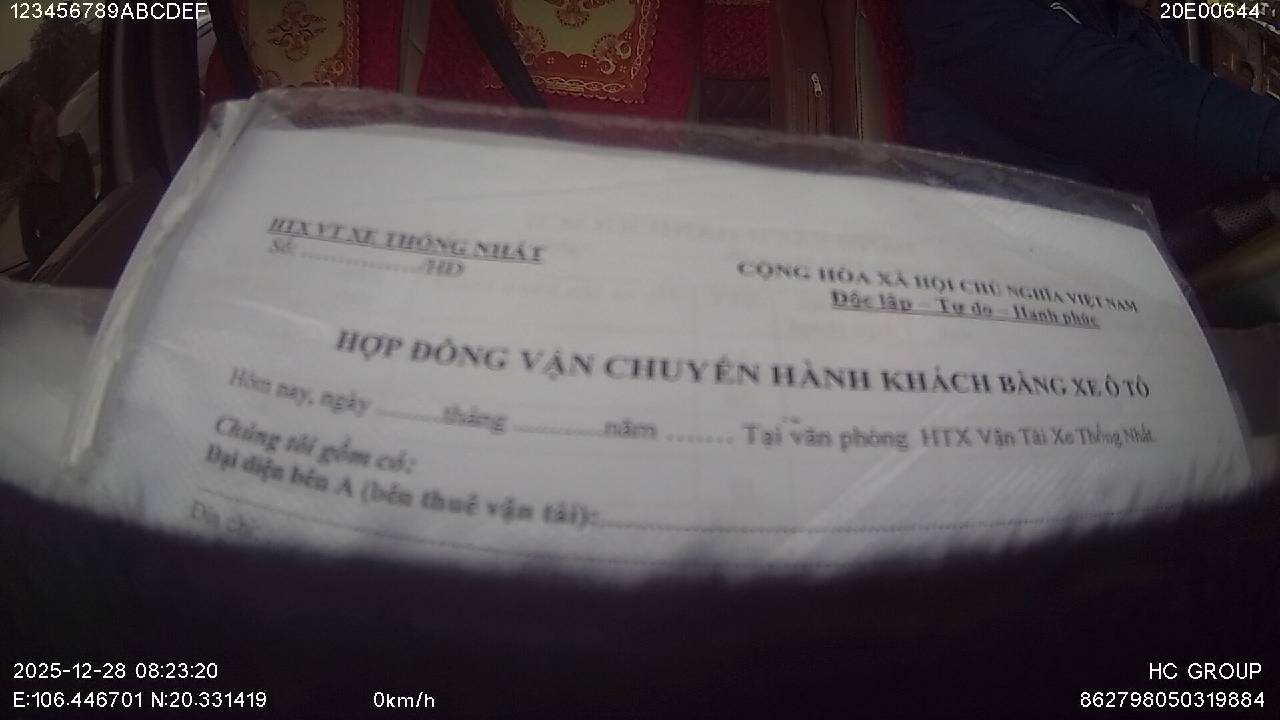 123456789ABCDEF
20E00644
HTX VT XE THỐNG NHẤT
Số: ................/HĐ
CỘNG HÒA XÃ HỘI CHỦ NGHĨA VIỆT NAM
Độc lập – Tự do – Hạnh phúc
HỢP ĐỒNG VẬN CHUYỂN HÀNH KHÁCH BẰNG XE Ô TÔ
Hôm nay, ngày ..........tháng ..............năm ....... Tại văn phòng HTX Vận Tải Xe Thống Nhất
Chúng tôi gồm có:
Đại diện bên A (bên thuê vận tải):
Địa chỉ:
2025-12-28 08:23:20
E:106.446701 N:20.331419
0km/h
HC GROUP
862798050319884